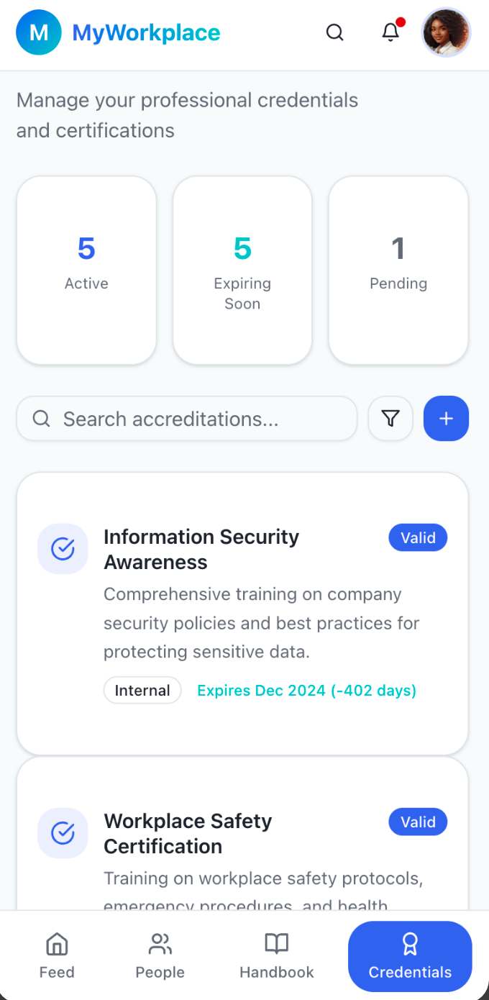 M MyWorkplace
Manage your professional credentials
and certifications
5
Active
5
Expiring
Soon
1
Pending
Search accreditations...
Information Security
Awareness
Valid
Comprehensive training on company
security policies and best practices for
protecting sensitive data.
Internal
Expires Dec 2024 (-402 days)
Workplace Safety
Certification
Valid
Training on workplace safety protocols,
emergency procedures, and health
Feed
People
Handbook
Credentials